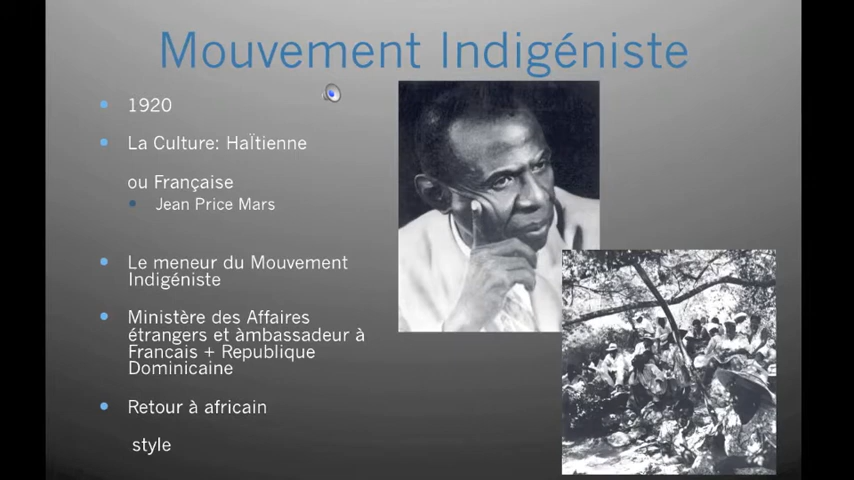 Mouvement Indigéniste
1920
La Culture: HaÏtienne
ou Française
Jean Price Mars
Le meneur du Mouvement
Indigéniste
Ministère des Affaires
étrangers et àmbassadeur à
Francais + Republique
Dominicaine
Retour à africain
style